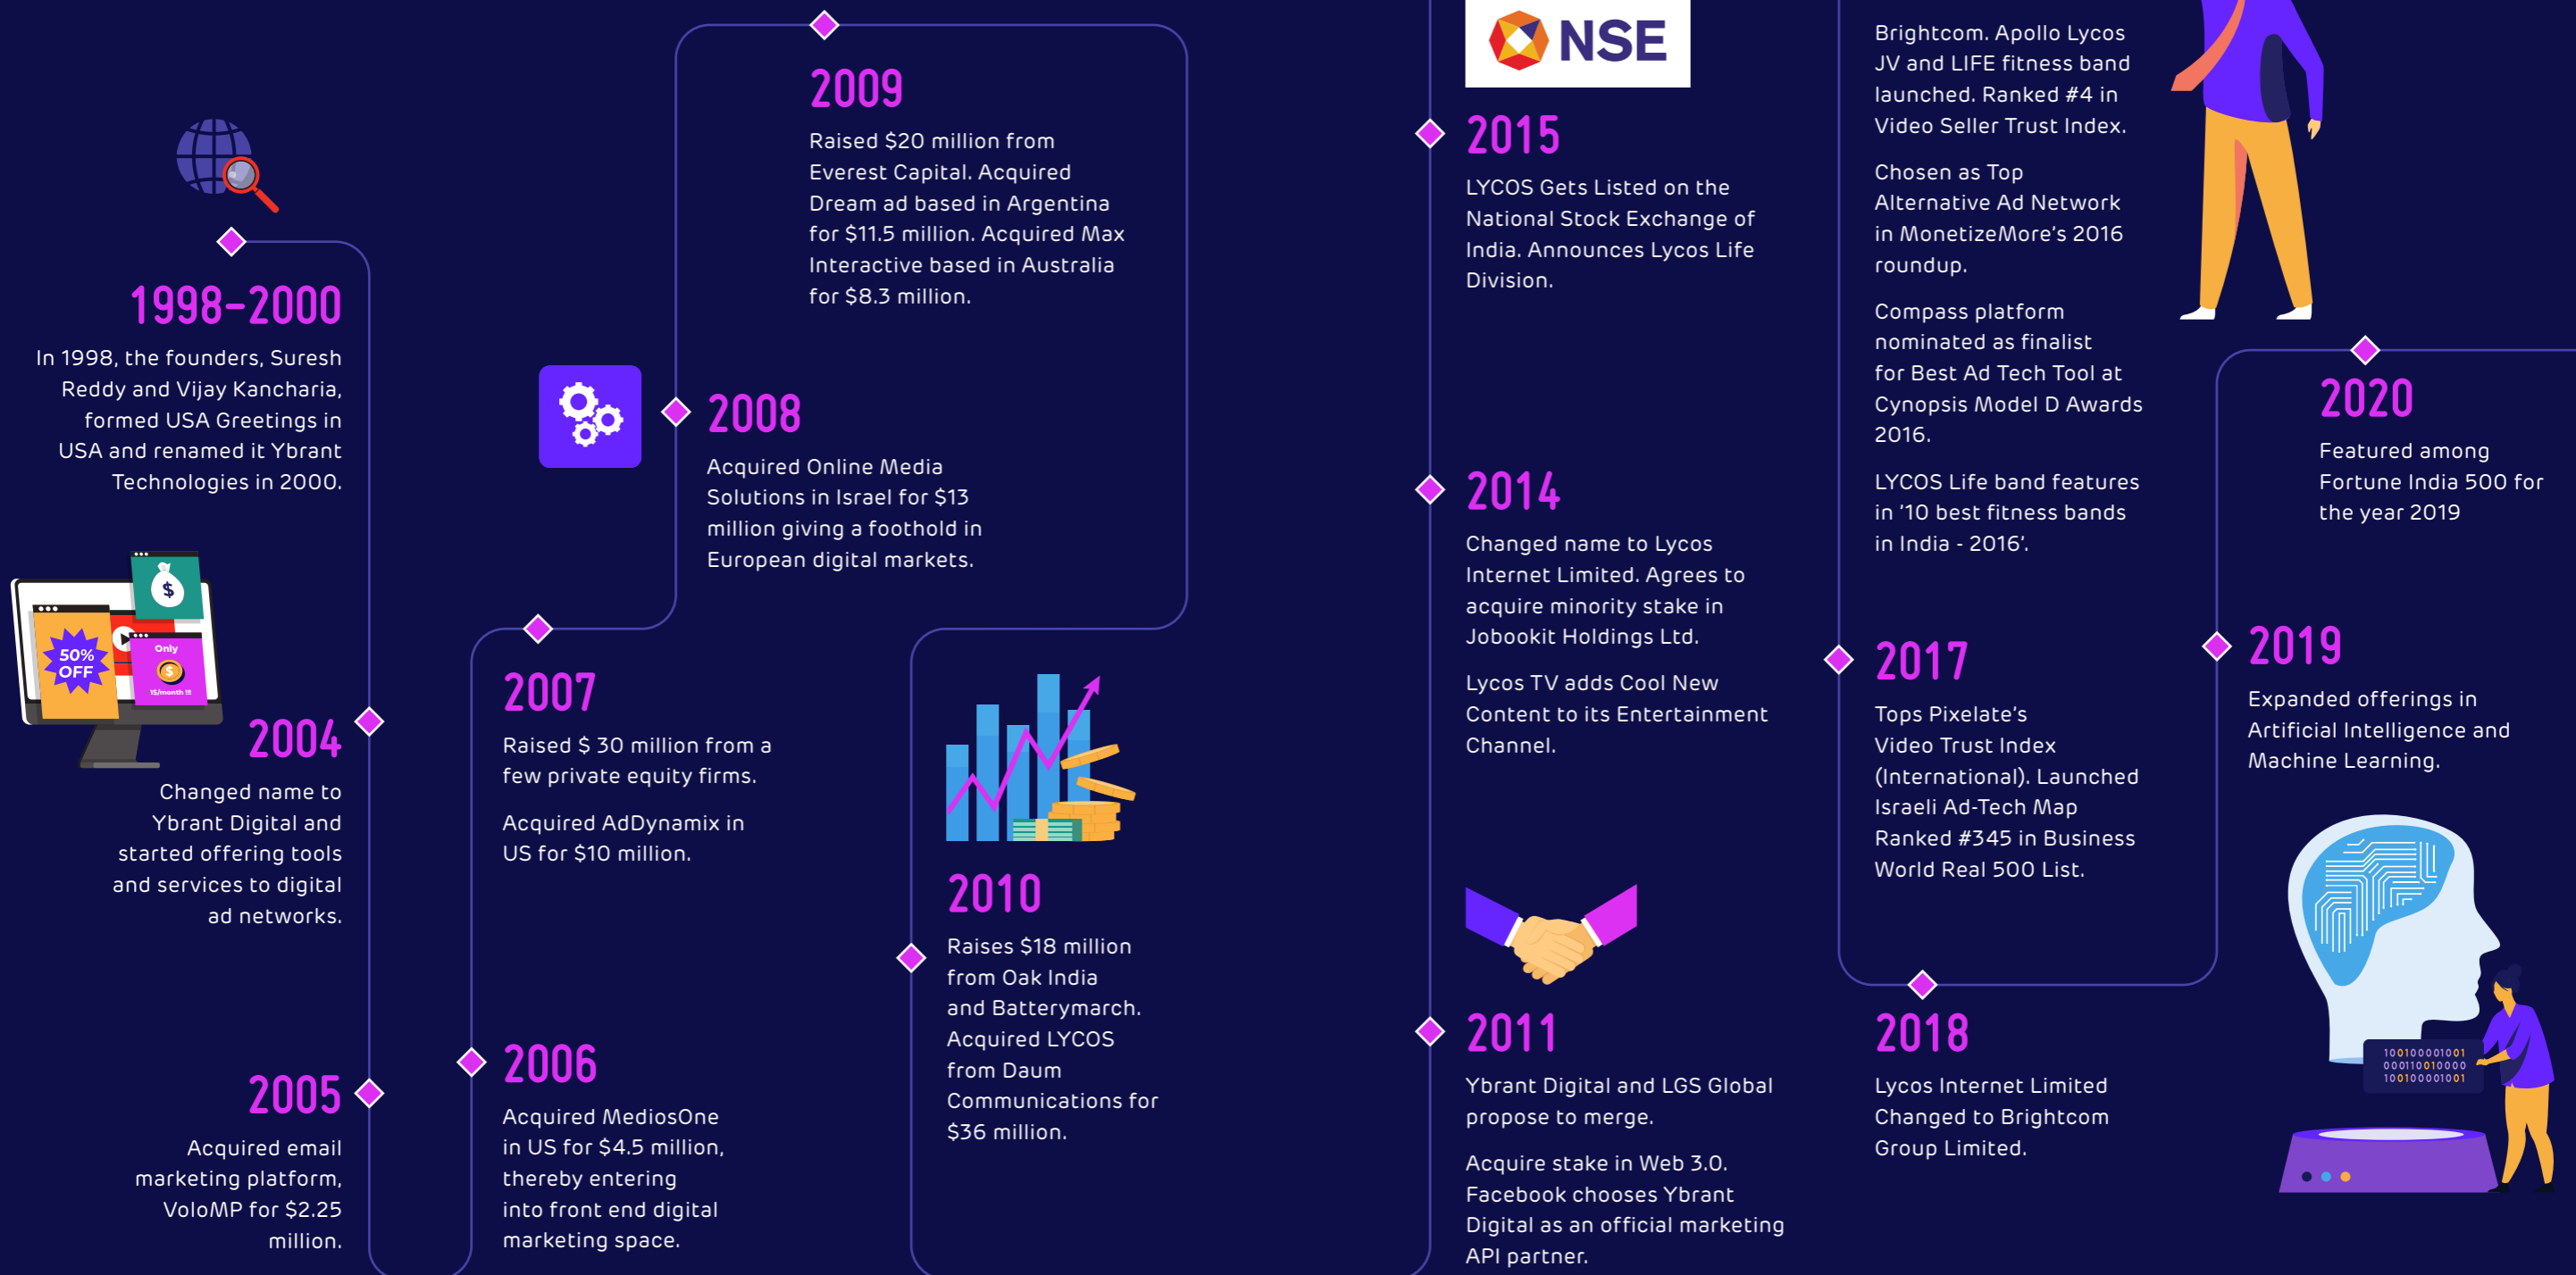 1998-2000
In 1998, the founders, Suresh
Reddy and Vijay Kancharia,
formed USA Greetings in
USA and renamed it Ybrant
Technologies in 2000.
50%
OFF
$
Only
$
1$/month !!!
2004
Changed name to
Ybrant Digital and
started offering tools
and services to digital
ad networks.
2005
Acquired email
marketing platform,
VoloMP for $2.25
million.
2006
Acquired MediosOne
in US for $4.5 million,
thereby entering
into front end digital
marketing space.
2007
Raised $ 30 million from a
few private equity firms.
Acquired AdDynamix in
US for $10 million.
2008
Acquired Online Media
Solutions in Israel for $13
million giving a foothold in
European digital markets.
2009
Raised $20 million from
Everest Capital. Acquired
Dream ad based in Argentina
for $11.5 million. Acquired Max
Interactive based in Australia
for $8.3 million.
2010
Raises $18 million
from Oak India
and Batterymarch.
Acquired LYCOS
from Daum
Communications for
$36 million.
2011
Ybrant Digital and LGS Global
propose to merge.
Acquire stake in Web 3.0.
Facebook chooses Ybrant
Digital as an official marketing
API partner.
2014
Changed name to Lycos
Internet Limited. Agrees to
acquire minority stake in
Jobookit Holdings Ltd.
Lycos TV adds Cool New
Content to its Entertainment
Channel.
NSE
2015
LYCOS Gets Listed on the
National Stock Exchange of
India. Announces Lycos Life
Division.
Brightcom. Apollo Lycos
JV and LIFE fitness band
launched. Ranked #4 in
Video Seller Trust Index.
Chosen as Top
Alternative Ad Network
in MonetizeMore’s 2016
roundup.
Compass platform
nominated as finalist
for Best Ad Tech Tool at
Cynopsis Model D Awards
2016.
LYCOS Life band features
in ’10 best fitness bands
in India - 2016’.
2017
Tops Pixelate’s
Video Trust Index
(International). Launched
Israeli Ad-Tech Map
Ranked #345 in Business
World Real 500 List.
2018
Lycos Internet Limited
Changed to Brightcom
Group Limited.
2019
Expanded offerings in
Artificial Intelligence and
Machine Learning.
1001000001001
000110010000
1001000001001
2020
Featured among
Fortune India 500 for
the year 2019